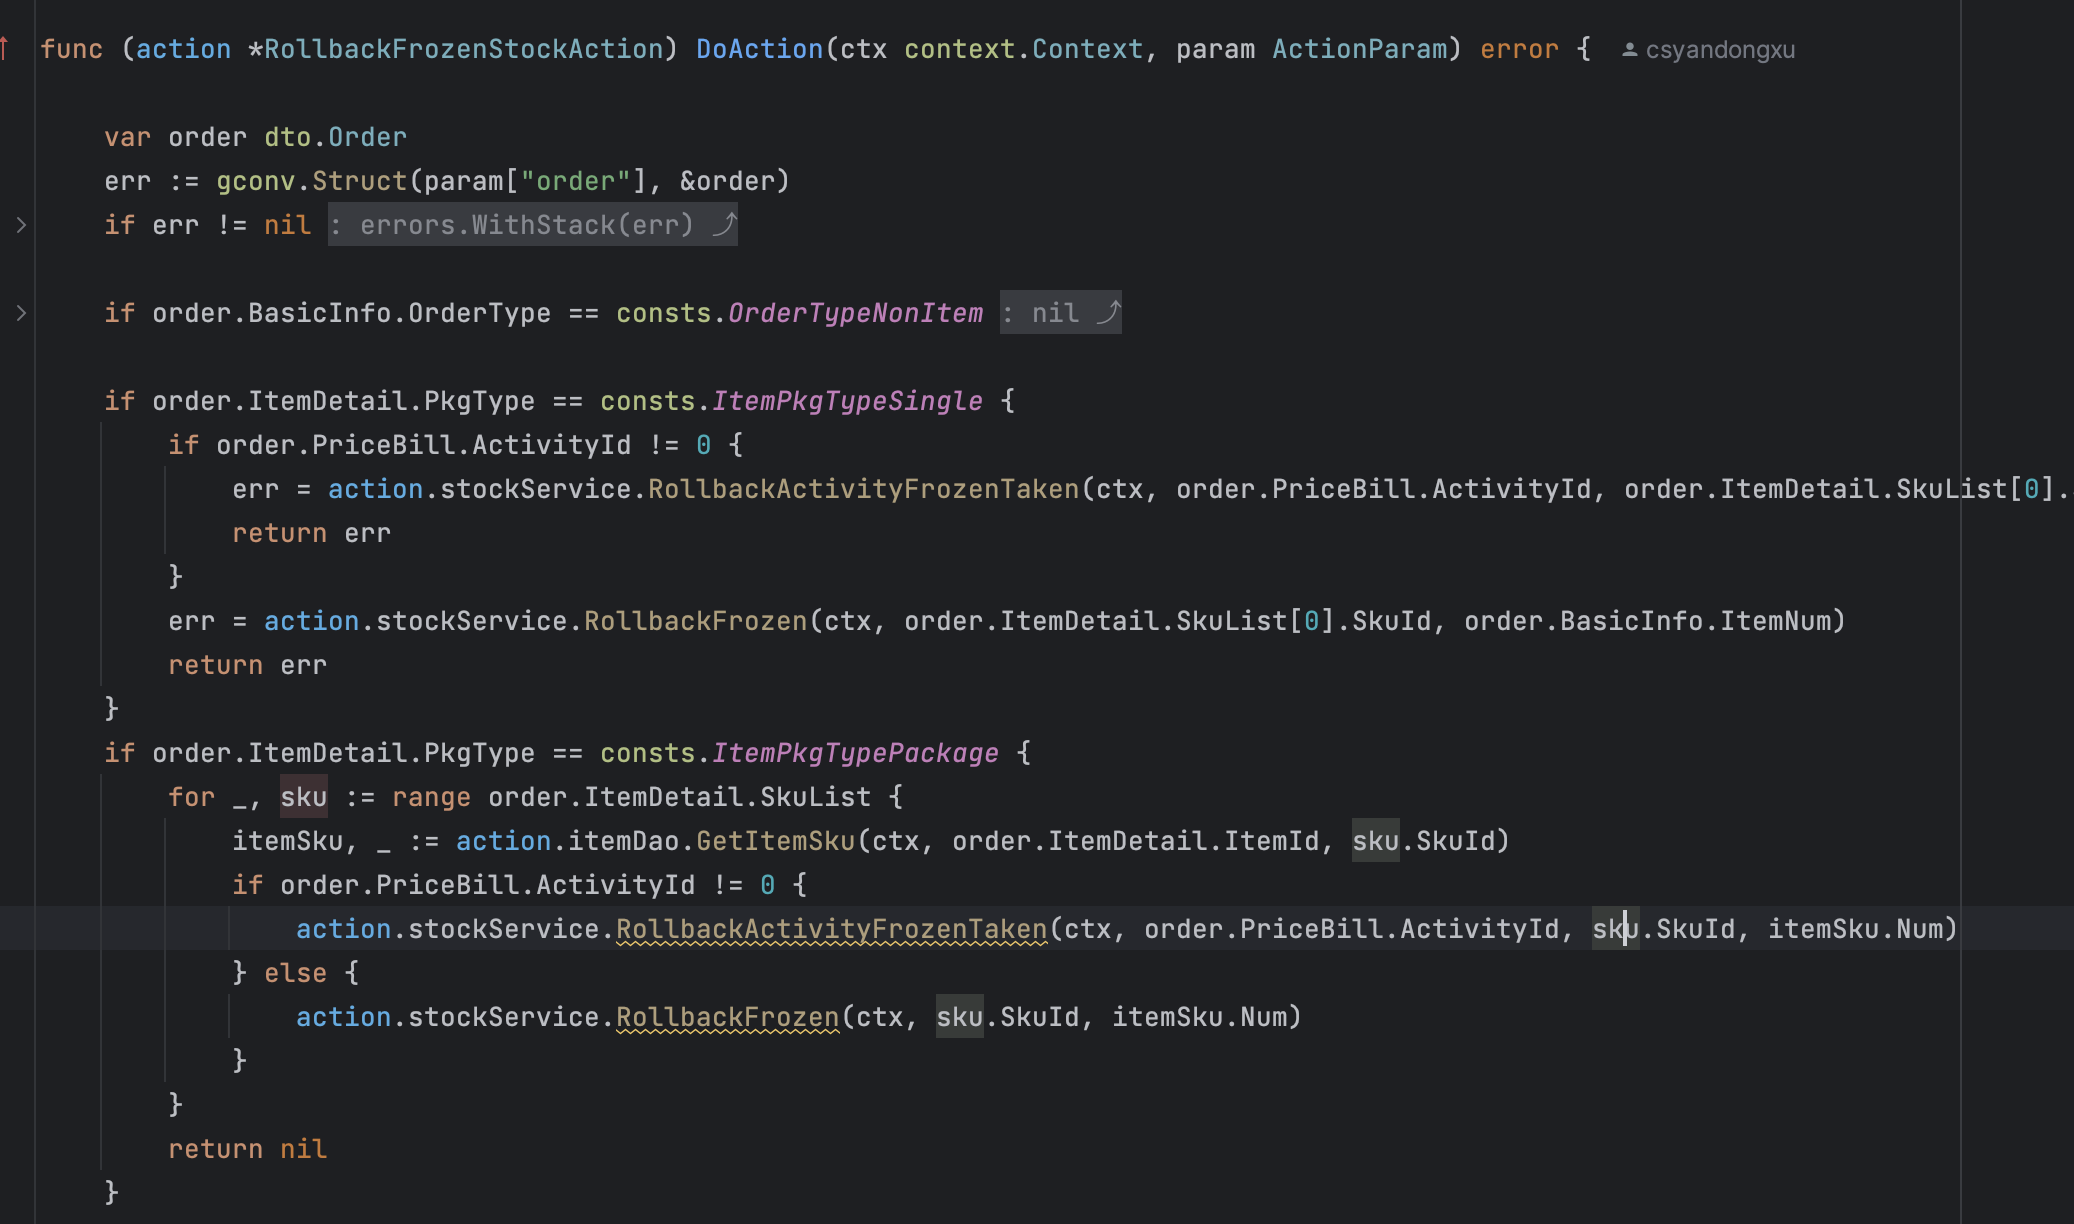 func (action *RollbackFrozenStockAction) DoAction(ctx context.Context, param ActionParam) error { csyandongxu
var order dto.Order
err := gconv.Struct(param["order"], &order)
if err != nil : errors.WithStack(err) ⤴
if order.BasicInfo.OrderType == consts.OrderTypeNonItem : nil ⤴
if order.ItemDetail.PkgType == consts.ItemPkgTypeSingle {
if order.PriceBill.ActivityId != 0 {
err = action.stockService.RollbackActivityFrozenTaken(ctx, order.PriceBill.ActivityId, order.ItemDetail.SkuList[0].
return err
}
err = action.stockService.RollbackFrozen(ctx, order.ItemDetail.SkuList[0].SkuId, order.BasicInfo.ItemNum)
return err
}
if order.ItemDetail.PkgType == consts.ItemPkgTypePackage {
for _, sku := range order.ItemDetail.SkuList {
itemSku, _ := action.itemDao.GetItemSku(ctx, order.ItemDetail.ItemId, sku.SkuId)
if order.PriceBill.ActivityId != 0 {
action.stockService.RollbackActivityFrozenTaken(ctx, order.PriceBill.ActivityId, sku.SkuId, itemSku.Num)
} else {
action.stockService.RollbackFrozen(ctx, sku.SkuId, itemSku.Num)
}
}
return nil
}